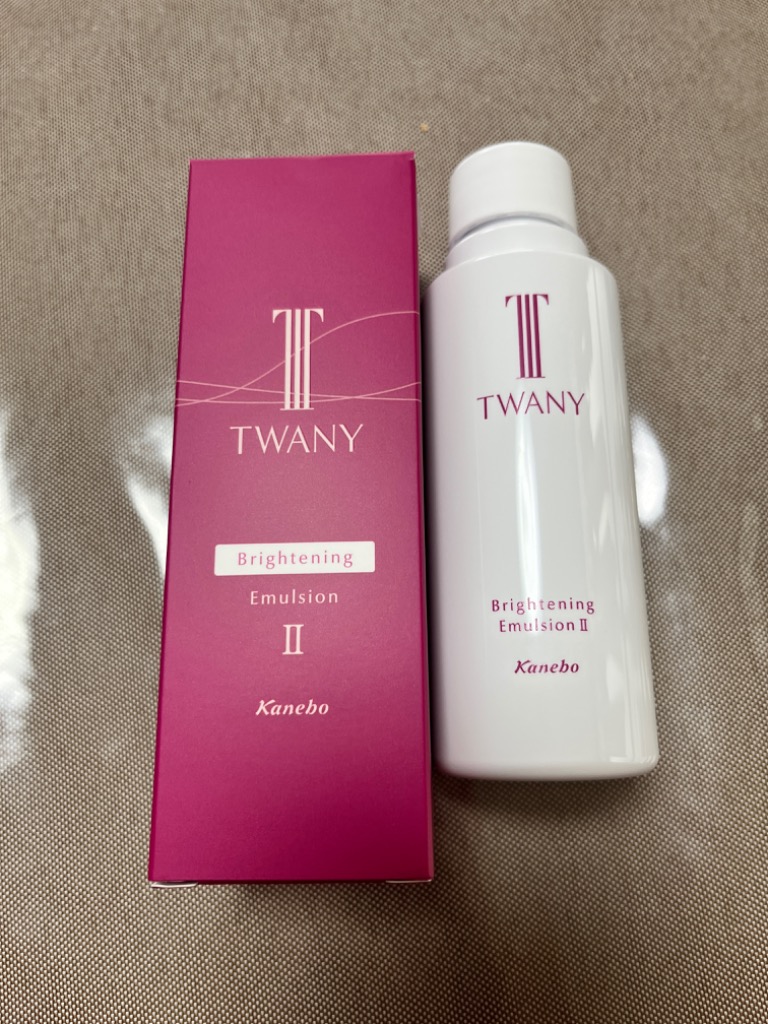 T
TWANY
Brightening
Emulsion
II
Kanebo
T
TWANY
Brightening
Emulsion II
Kanebo